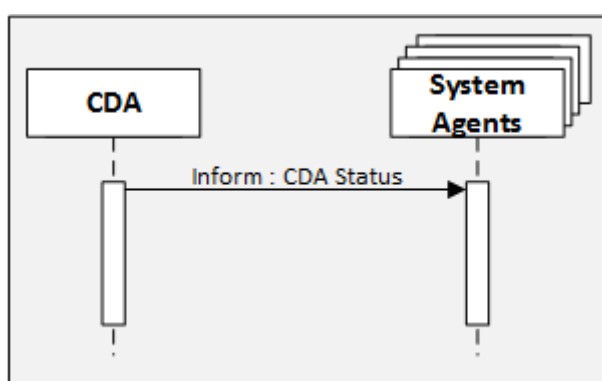 CDA
System
Agents
Inform : CDA Status